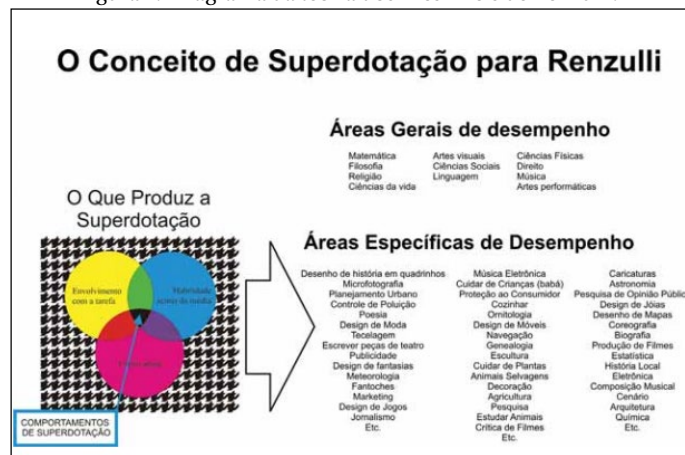 O Conceito de Superdotação para Renzulli
Áreas Gerais de desempenho
Matemática
Filosofia
Religião
Ciências da vida
Artes visuais
Ciências Sociais
Linguagem
Ciências Físicas
Direito
Música
Artes performáticas
O Que Produz a
Superdotação
Envolvimento
com a tarefa
Habilidade
acima da média
COMPORTAMENTOS
DE SUPERDOTAÇÃO
Áreas Específicas de Desempenho
Desenho de história em quadrinhos
Microfotografia
Planejamento Urbano
Controle de Poluição
Poesia
Design de Moda
Tecelagem
Escrever peças de teatro
Publicidade
Design de fantasias
Meteorologia
Fantoches
Marketing
Design de Jogos
Jornalismo
Etc.
Música Eletrônica
Cuidar de Crianças (babá)
Proteção ao Consumidor
Cozinhar
Ornitologia
Design de Móveis
Navegação
Genealogia
Escultura
Cuidar de Plantas
Animais Selvagens
Decoração
Agricultura
Pesquisa
Estudar Animais
Crítica de Filmes
Etc.
Caricaturas
Astronomia
Pesquisa de Opinião Públic
Design de Jóias
Desenho de Mapas
Coreografia
Biografia
Produção de Filmes
Estatística
História Local
Eletrônica
Composição Musical
Cenário
Arquitetura
Química
Etc.